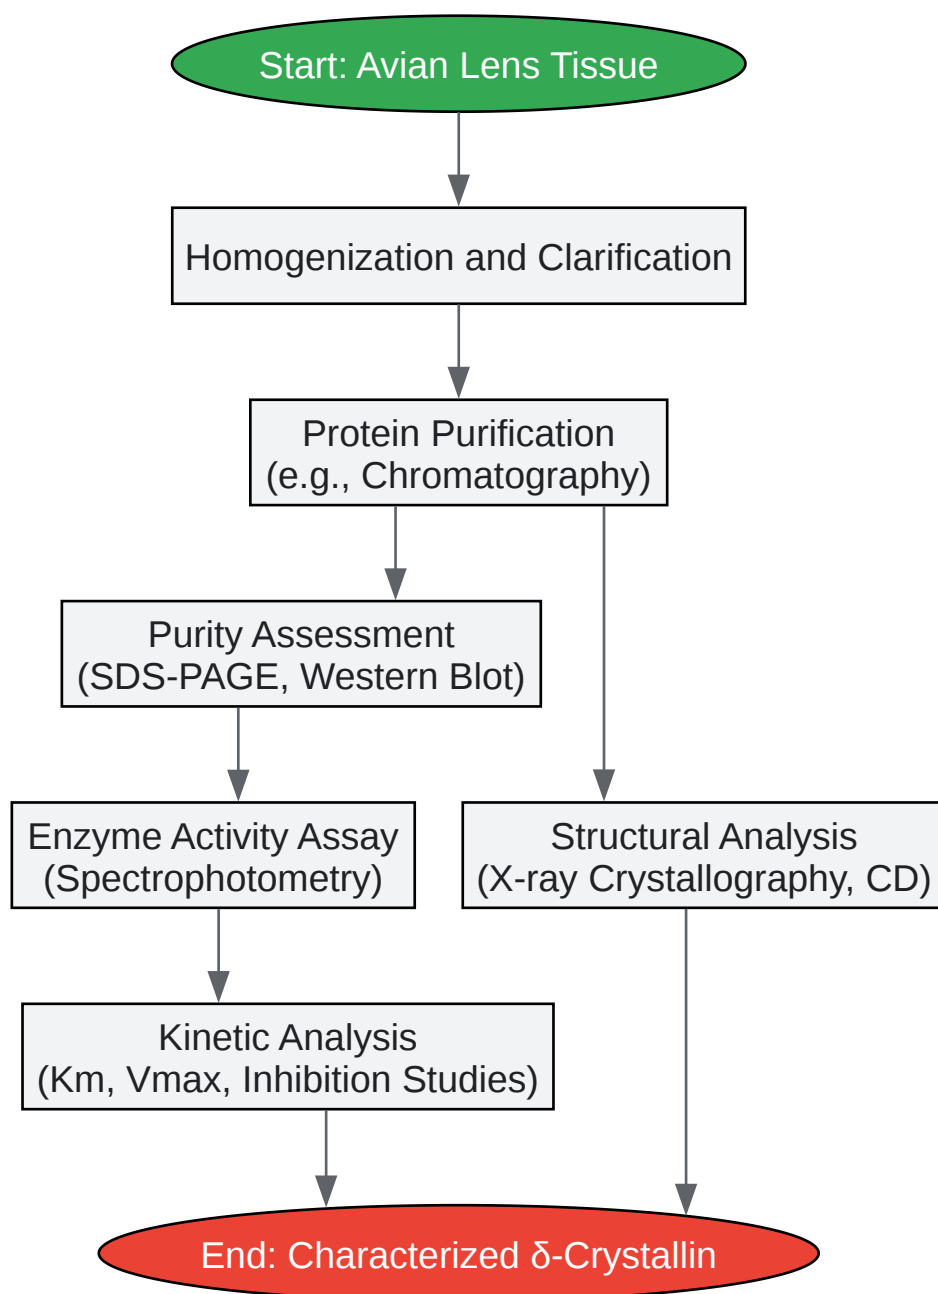 Start: Avian Lens Tissue
Homogenization and Clarification
Protein Purification
(e.g., Chromatography)
Purity Assessment
(SDS-PAGE, Western Blot)
Enzyme Activity Assay
(Spectrophotometry)
Structural Analysis
(X-ray Crystallography, CD)
Kinetic Analysis
(Km, Vmax, Inhibition Studies)
End: Characterized δ-Crystallin